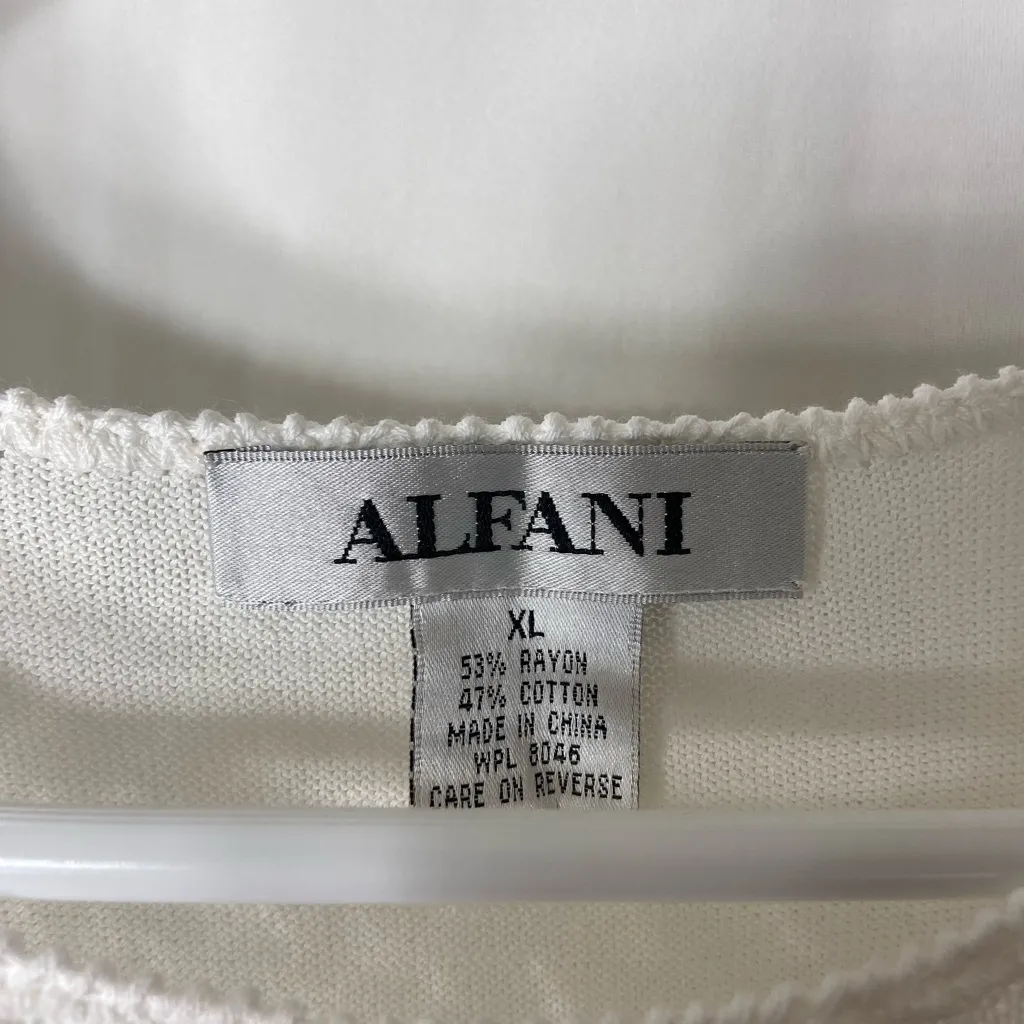 ALFANI
XL
53% RAYON
47% COTTON
MADE IN CHINA
WPL 8046
CARE ON REVERSE